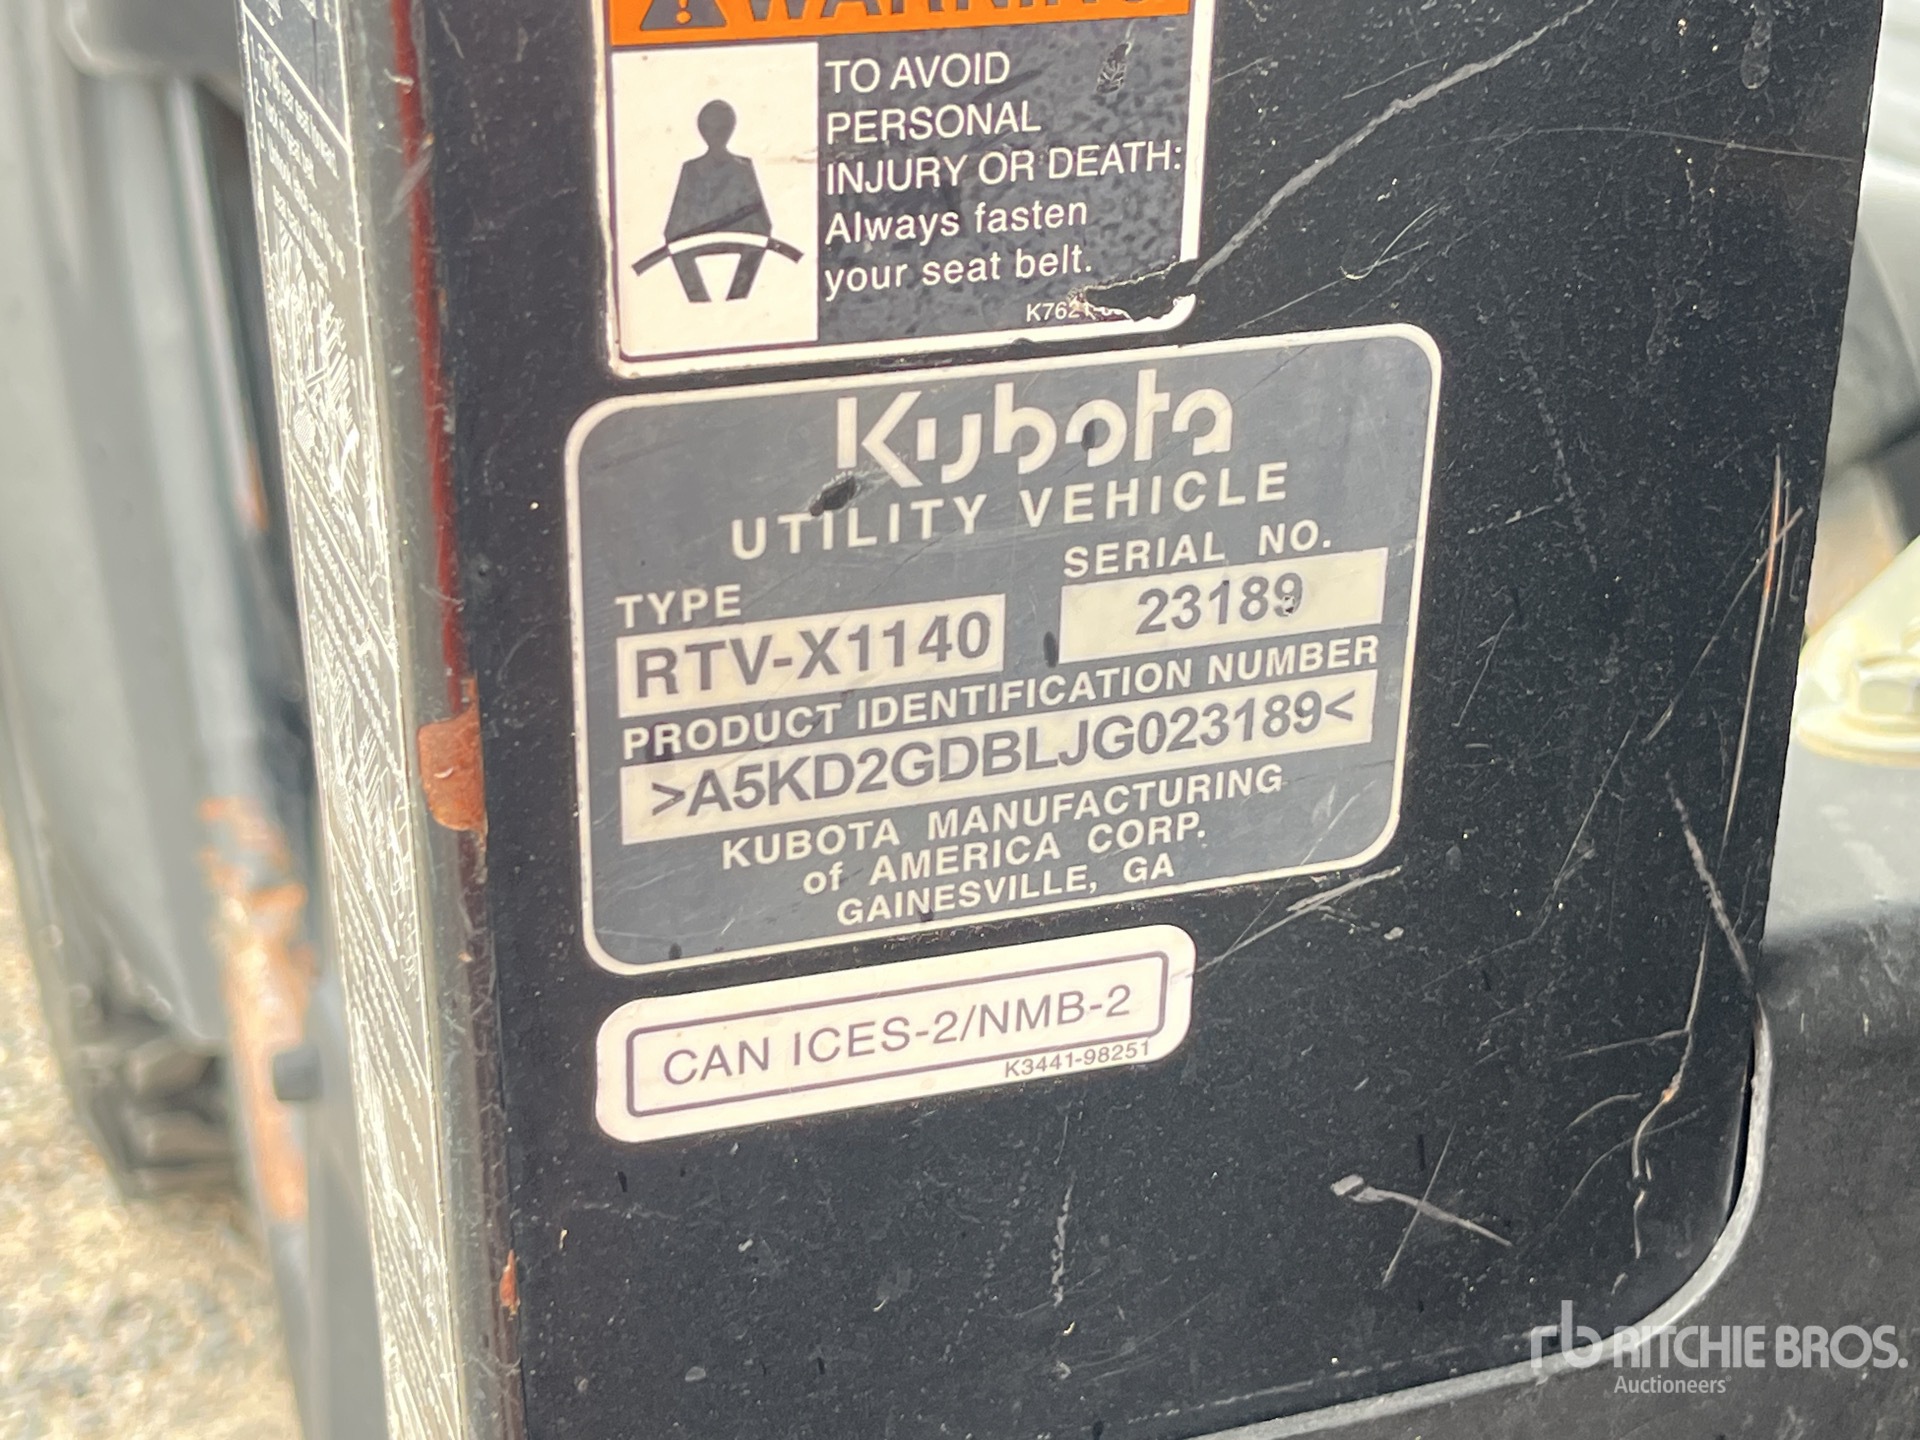 WARNING
TO AVOID
PERSONAL
INJURY OR DEATH:
Always fasten
your seat belt.
Kubota
UTILITY VEHICLE
TYPE
SERIAL NO.
RTV-X1140
23189
PRODUCT IDENTIFICATION NUMBER
>A5KD2GDBLJG023189<
KUBOTA MANUFACTURING
of AMERICA CORP.
GAINESVILLE, GA
CAN ICES-2/NMB-2
K3441-98251
rb RITCHIE BROS.
Auctioneers